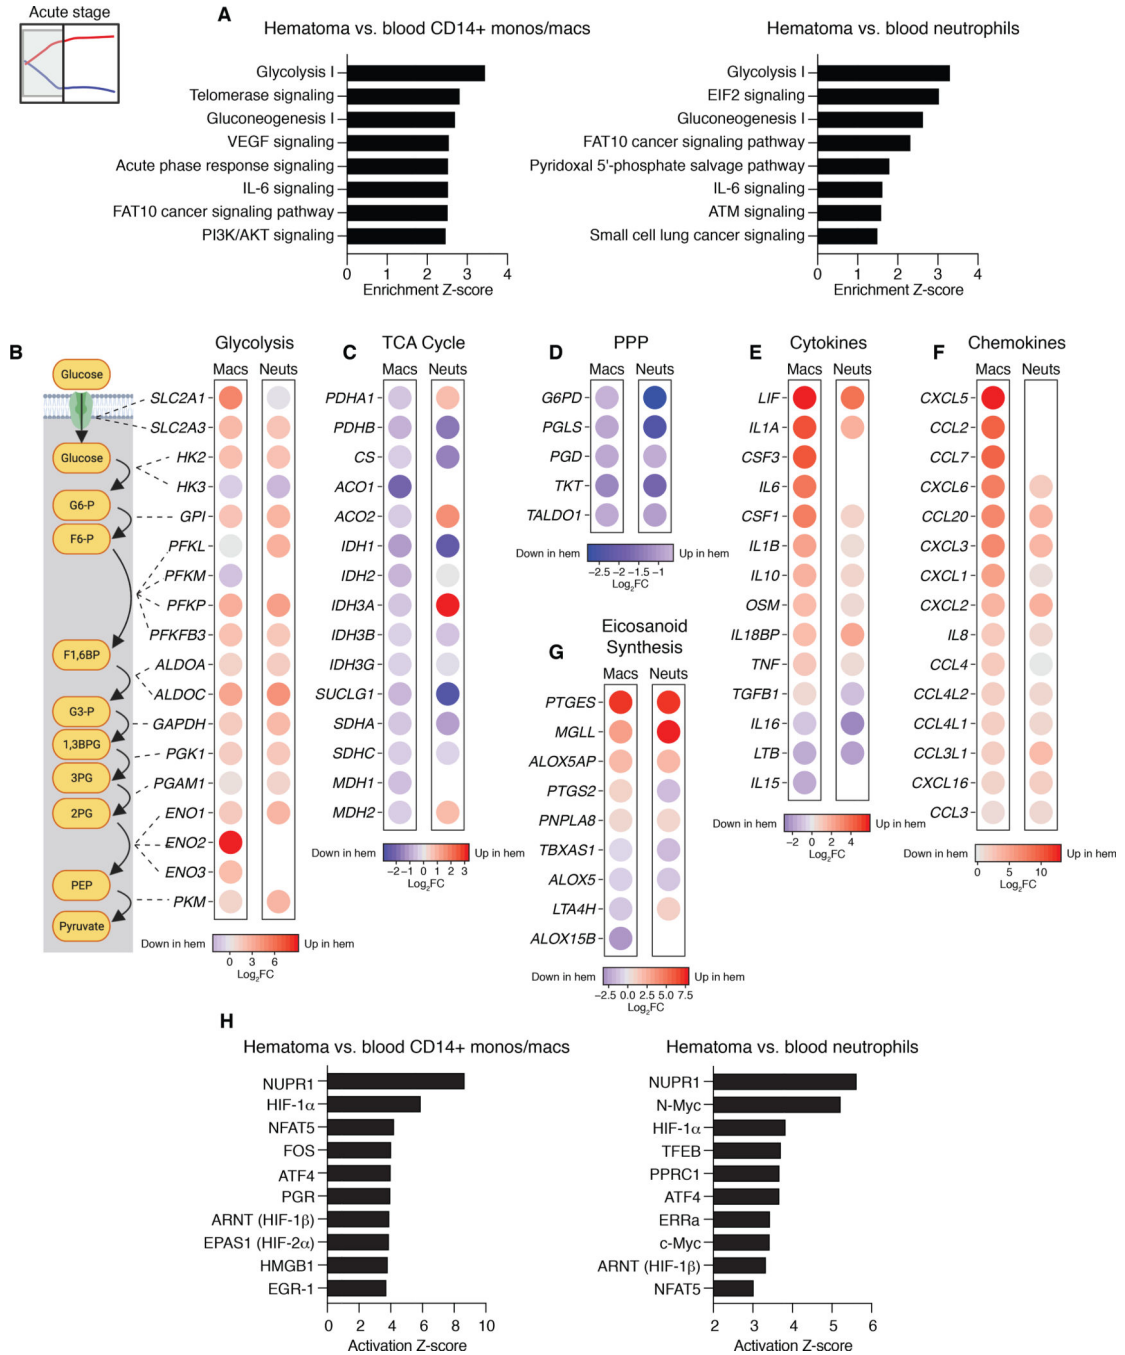 Acute stage
A
Hematoma vs. blood CD14+ monos/macs
Glycolysis I
Telomerase signaling
Gluconeogenesis I
VEGF signaling
Acute phase response signaling
IL-6 signaling
FAT10 cancer signaling pathway
PI3K/AKT signaling
0 1 2 3 4
Enrichment Z-score
Hematoma vs. blood neutrophils
Glycolysis I
EIF2 signaling
Gluconeogenesis I
FAT10 cancer signaling pathway
Pyridoxal 5'-phosphate salvage pathway
IL-6 signaling
ATM signaling
Small cell lung cancer signaling
0 1 2 3 4
Enrichment Z-score
B
Glucose
Glucose
G6-P
F6-P
F1,6BP
G3-P
1,3BPG
3PG
2PG
PEP
Pyruvate
Glycolysis
Macs Neuts
SLC2A1
SLC2A3
HK2
HK3
GPI
PFKL
PFKM
PFKP
PFKFB3
ALDOA
ALDOC
GAPDH
PGK1
PGAM1
ENO1
ENO2
ENO3
PKM
Down in hem Up in hem
0 3 6
Log2FC
C
TCA Cycle
Macs Neuts
PDHA1
PDHB
CS
ACO1
ACO2
IDH1
IDH2
IDH3A
IDH3B
IDH3G
SUCLG1
SDHA
SDHC
MDH1
MDH2
Down in hem Up in hem
−2 −1 0 1 2 3
Log2FC
D
PPP
Macs Neuts
G6PD
PGLS
PGD
TKT
TALDO1
Down in hem Up in hem
−2.5 −2 −1.5 −1
Log2FC
E
Cytokines
Macs Neuts
LIF
IL1A
CSF3
IL6
CSF1
IL1B
IL10
OSM
IL18BP
TNF
TGFB1
IL16
LTB
IL15
Down in hem Up in hem
−2 0 2 4
Log2FC
F
Chemokines
Macs Neuts
CXCL5
CCL2
CCL7
CXCL6
CCL20
CXCL3
CXCL1
CXCL2
IL8
CCL4
CCL4L2
CCL4L1
CCL3L1
CXCL16
CCL3
Down in hem Up in hem
0 5 10
Log2FC
G
Eicosanoid
Synthesis
Macs Neuts
PTGES
MGLL
ALOX5AP
PTGS2
PNPLA8
TBXAS1
ALOX5
LTA4H
ALOX15B
Down in hem Up in hem
−2.5 0.0 2.5 5.0 7.5
Log2FC
H
Hematoma vs. blood CD14+ monos/macs
NUPR1
HIF-1α
NFAT5
FOS
ATF4
PGR
ARNT (HIF-1β)
EPAS1 (HIF-2α)
HMGB1
EGR-1
0 2 4 6 8 10
Activation Z-score
Hematoma vs. blood neutrophils
NUPR1
N-Myc
HIF-1α
TFEB
PPRC1
ATF4
ERRa
c-Myc
ARNT (HIF-1β)
NFAT5
2 3 4 5 6
Activation Z-score